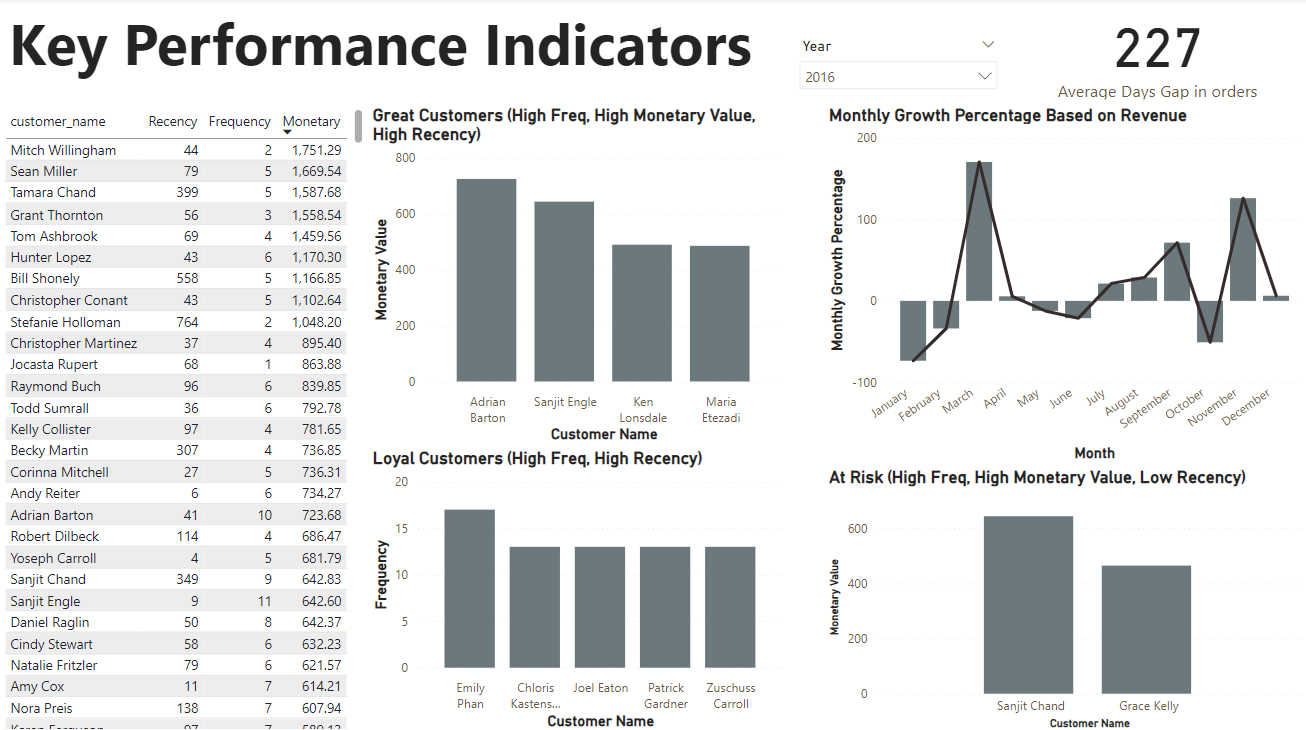 Key Performance Indicators
Year
2016
227
Average Days Gap in orders
customer_name Recency Frequency Monetary
Mitch Willingham 44 2 1,751.29
Sean Miller 79 5 1,669.54
Tamara Chand 399 5 1,587.68
Grant Thornton 56 3 1,558.54
Tom Ashbrook 69 4 1,459.56
Hunter Lopez 43 6 1,170.30
Bill Shonely 558 5 1,166.85
Christopher Conant 43 5 1,102.64
Stefanie Holloman 764 2 1,048.20
Christopher Martinez 37 4 895.40
Jocasta Rupert 68 1 863.88
Raymond Buch 96 6 839.85
Todd Sumrall 36 6 792.78
Kelly Collister 97 4 781.65
Becky Martin 307 4 736.85
Corinna Mitchell 27 5 736.31
Andy Reiter 6 6 734.27
Adrian Barton 41 10 723.68
Robert Dilbeck 114 4 686.47
Yoseph Carroll 4 5 681.79
Sanjit Chand 349 9 642.83
Sanjit Engle 9 11 642.60
Daniel Raglin 50 8 642.37
Cindy Stewart 58 6 632.23
Natalie Fritzler 79 6 621.57
Amy Cox 11 7 614.21
Nora Preis 138 7 607.94
Great Customers (High Freq, High Monetary Value,
High Recency)
Monetary Value
800
600
400
200
0
Adrian
Barton
Sanjit Engle
Ken
Lonsdale
Maria
Etezadi
Customer Name
Loyal Customers (High Freq, High Recency)
Frequency
20
15
10
5
0
Emily
Phan
Chloris
Kastens...
Joel Eaton
Patrick
Gardner
Zuschuss
Carroll
Customer Name
Monthly Growth Percentage Based on Revenue
Monthly Growth Percentage
200
100
0
-100
January
February
March
April
May
June
July
August
September
October
November
December
Month
At Risk (High Freq, High Monetary Value, Low Recency)
Monetary Value
600
400
200
0
Sanjit Chand
Grace Kelly
Customer Name